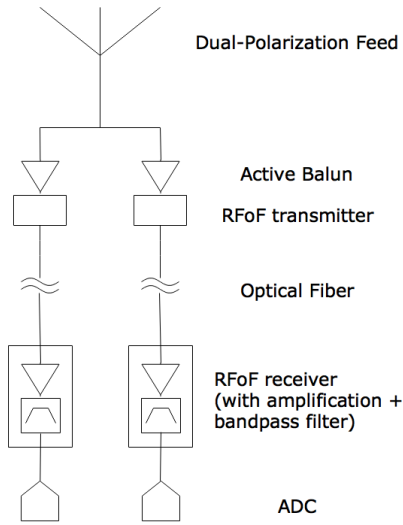 Dual-Polarization Feed
Active Balun
RFoF transmitter
Optical Fiber
RFoF receiver
(with amplification +
bandpass filter)
ADC